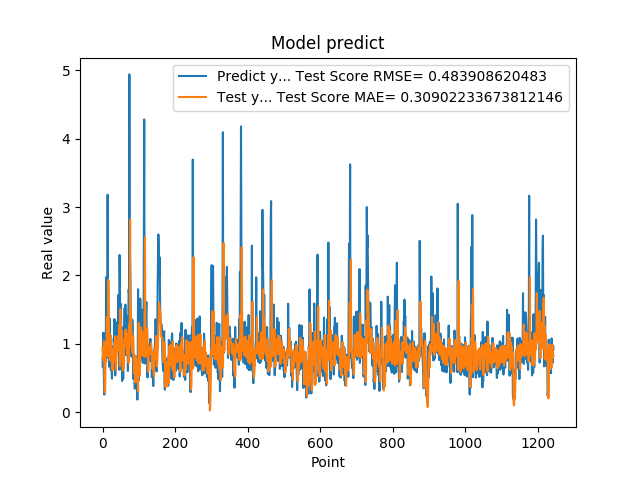 Model predict
Predict y... Test Score RMSE= 0.483908620483
Test y... Test Score MAE= 0.30902233673812146
Real value
5
4
3
2
1
0
0 200 400 600 800 1000 1200
Point